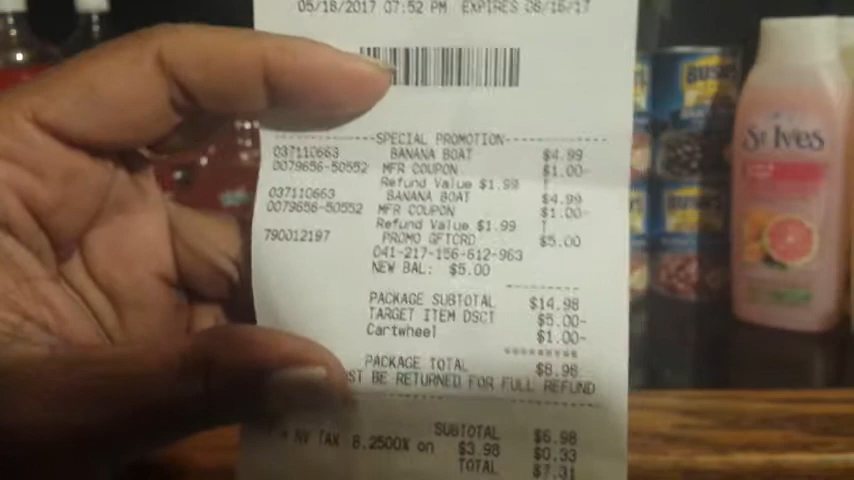 05/18/2017 07:52 PM EXPIRES 08/16/17
SPECIAL PROMOTION
037110663 BANANA BOAT $4.99
0079656-50552 MFR COUPON $1.00-
Refund Value $1.99
037110663 BANANA BOAT $4.99
0079656-50552 MFR COUPON $1.00-
Refund Value $1.99
790012197 PROMO GFTCRD $5.00
041-217-156-612-963
NEW BAL: $5.00
PACKAGE SUBTOTAL $14.98
TARGET ITEM DSCT $5.00-
Cartwheel $1.00-
PACKAGE TOTAL $8.98
ST BE RETURNED FOR FULL REFUND
SUBTOTAL $6.98
NV TAX 8.2500% on $3.98 $0.33
TOTAL $7.31
BUSH'S
BUSH'S
St Ives